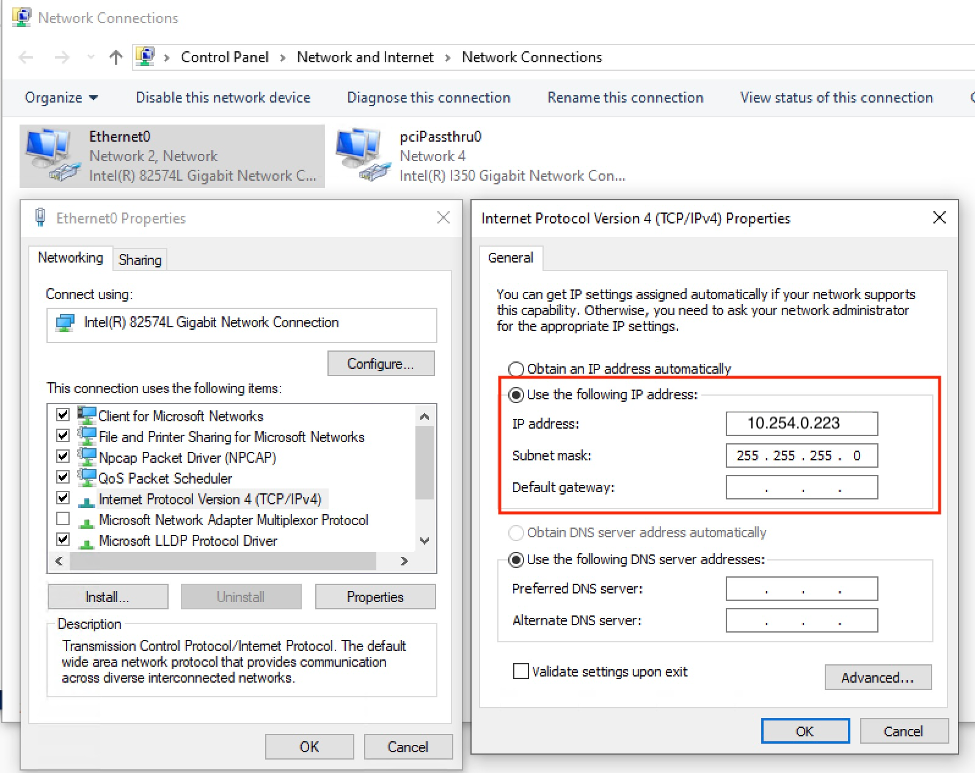 Network Connections
Control Panel > Network and Internet > Network Connections
Organize Disable this network device Diagnose this connection Rename this connection View status of this connection
Ethernet0
Network 2, Network
Intel(R) 82574L Gigabit Network C...
pciPassthru0
Network 4
Intel(R) I350 Gigabit Network Con...
Ethernet0 Properties
Networking Sharing
Connect using:
Intel(R) 82574L Gigabit Network Connection
Configure...
This connection uses the following items:
Client for Microsoft Networks
File and Printer Sharing for Microsoft Networks
Npcap Packet Driver (NPCAP)
QoS Packet Scheduler
Internet Protocol Version 4 (TCP/IPv4)
Microsoft Network Adapter Multiplexor Protocol
Microsoft LLDP Protocol Driver
Install... Uninstall Properties
Description
Transmission Control Protocol/Internet Protocol. The default
wide area network protocol that provides communication
across diverse interconnected networks.
OK Cancel
Internet Protocol Version 4 (TCP/IPv4) Properties
General
You can get IP settings assigned automatically if your network supports
this capability. Otherwise, you need to ask your network administrator
for the appropriate IP settings.
Obtain an IP address automatically
Use the following IP address:
IP address: 10.254.0.223
Subnet mask: 255 . 255 . 255 . 0
Default gateway: . . .
Obtain DNS server address automatically
Use the following DNS server addresses:
Preferred DNS server: . . .
Alternate DNS server: . . .
Validate settings upon exit
Advanced...
OK Cancel